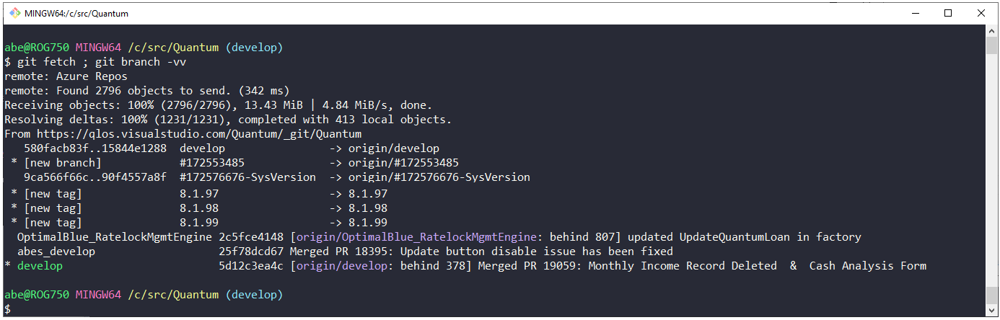 MINGW64:/c/src/Quantum
abe@ROG750 MINGW64 /c/src/Quantum (develop)
$ git fetch ; git branch -vv
remote: Azure Repos
remote: Found 2796 objects to send. (342 ms)
Receiving objects: 100% (2796/2796), 13.43 MiB | 4.84 MiB/s, done.
Resolving deltas: 100% (1231/1231), completed with 413 local objects.
From https://qlos.visualstudio.com/Quantum/_git/Quantum
   580facb83f..15844e1288  develop                -> origin/develop
 * [new branch]            #172553485             -> origin/#172553485
   9ca566f66c..90f4557a8f  #172576676-SysVersion  -> origin/#172576676-SysVersion
 * [new tag]               8.1.97                 -> 8.1.97
 * [new tag]               8.1.98                 -> 8.1.98
 * [new tag]               8.1.99                 -> 8.1.99
  OptimalBlue_RatelockMgmtEngine 2c5fce4148 [origin/OptimalBlue_RatelockMgmtEngine: behind 807] updated UpdateQuantumLoan in factory
  abes_develop                   25f78dcd67 Merged PR 18395: Update button disable issue has been fixed
* develop                        5d12c3ea4c [origin/develop: behind 378] Merged PR 19059: Monthly Income Record Deleted  &  Cash Analysis Form
abe@ROG750 MINGW64 /c/src/Quantum (develop)
$